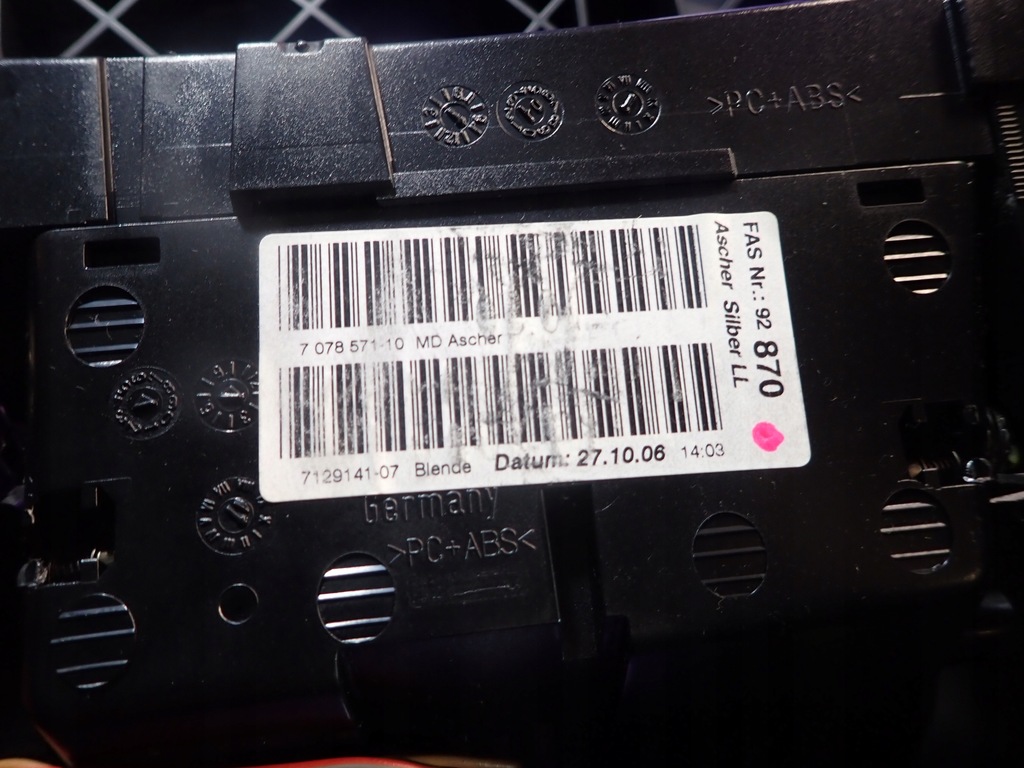 >PC+ABS<
7 078 571-10 MD Ascher
7129141-07 Blende Datum: 27.10.06 14:03
FAS Nr.: 92 870
Ascher Silber LL
Germany
>PC+ABS<